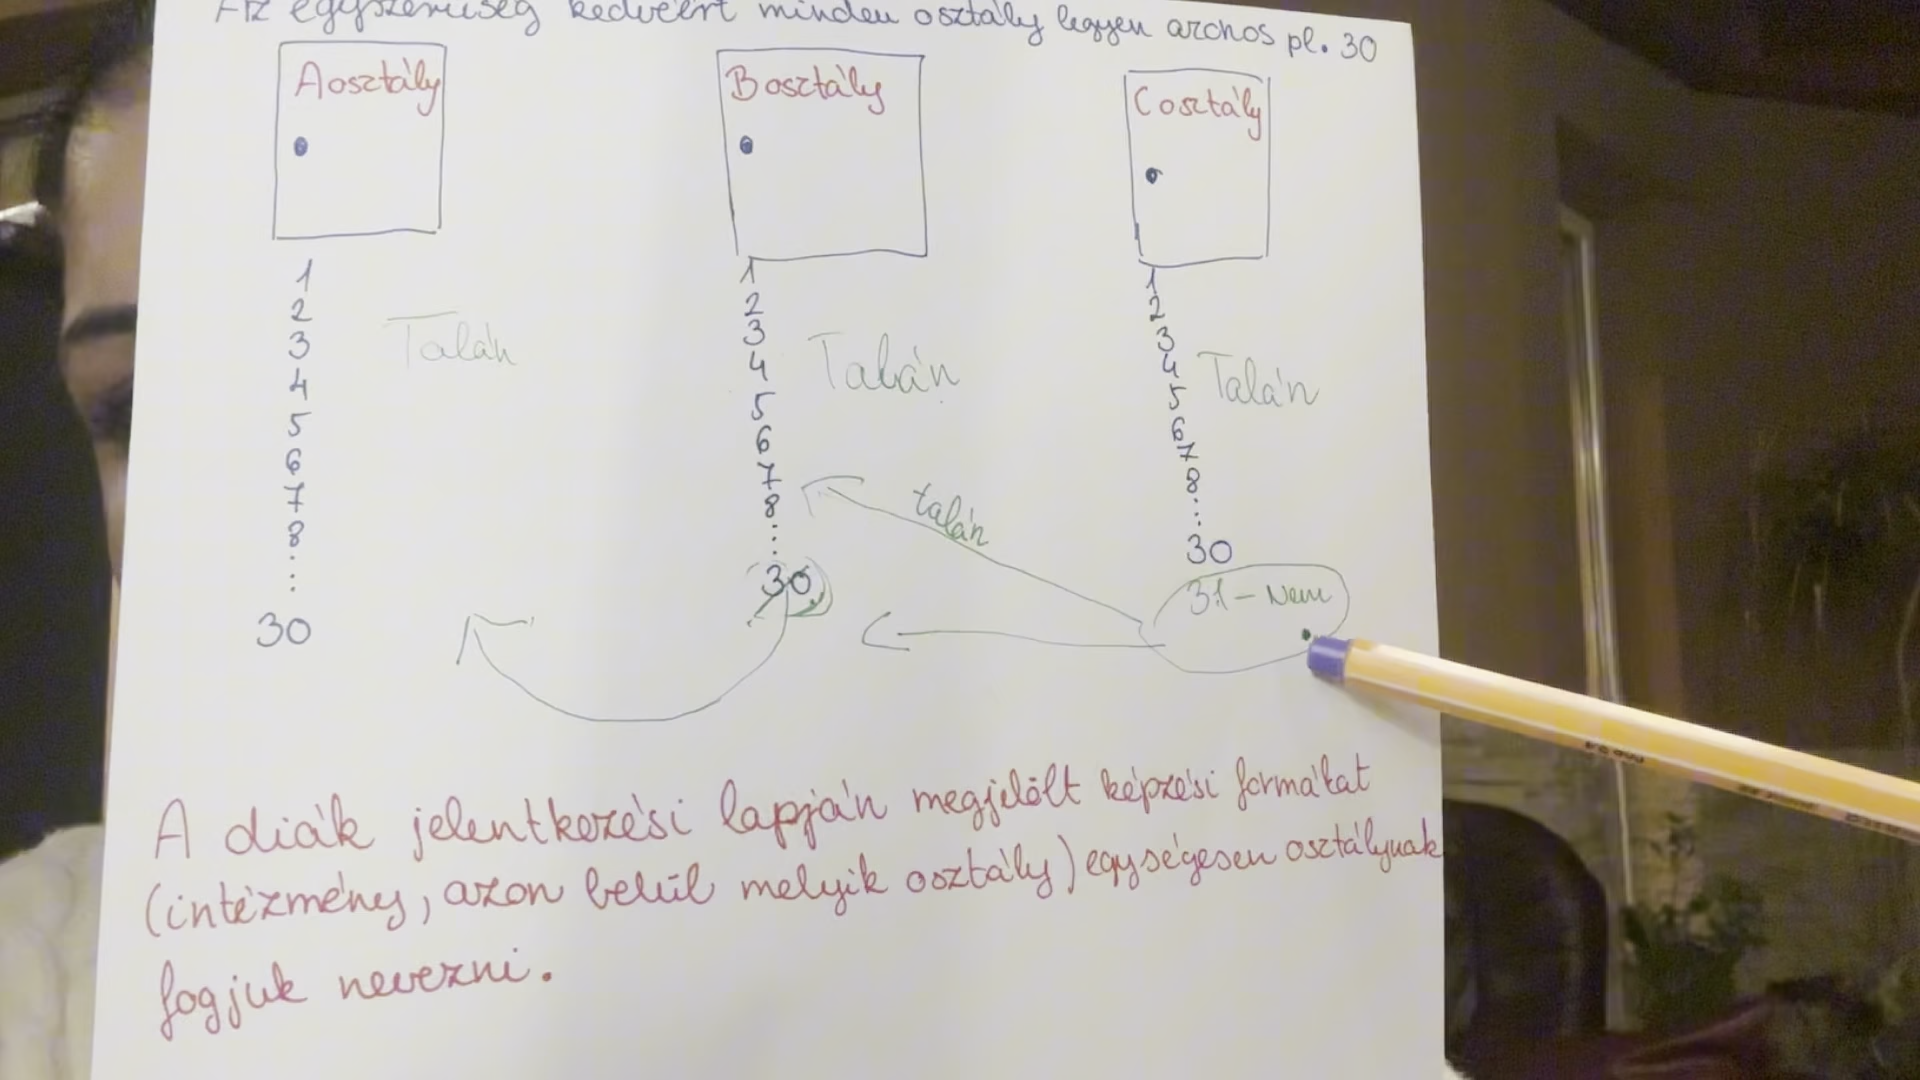 Az egyszerűség kedvéért minden osztály legyen azonos pl. 30
A osztály
B osztály
C osztály
1
2
3
4
5
6
7
8
30
Talán
1
2
3
4
5
6
7
8
30
Talán
1
2
3
4
5
6
7
8
30
Talán
talán
31 – Nem
A diák jelentkezési lapján megjelölt képzési formákat
(intézmény, azon belül melyik osztály) egységesen osztálynak
fogjuk nevezni.